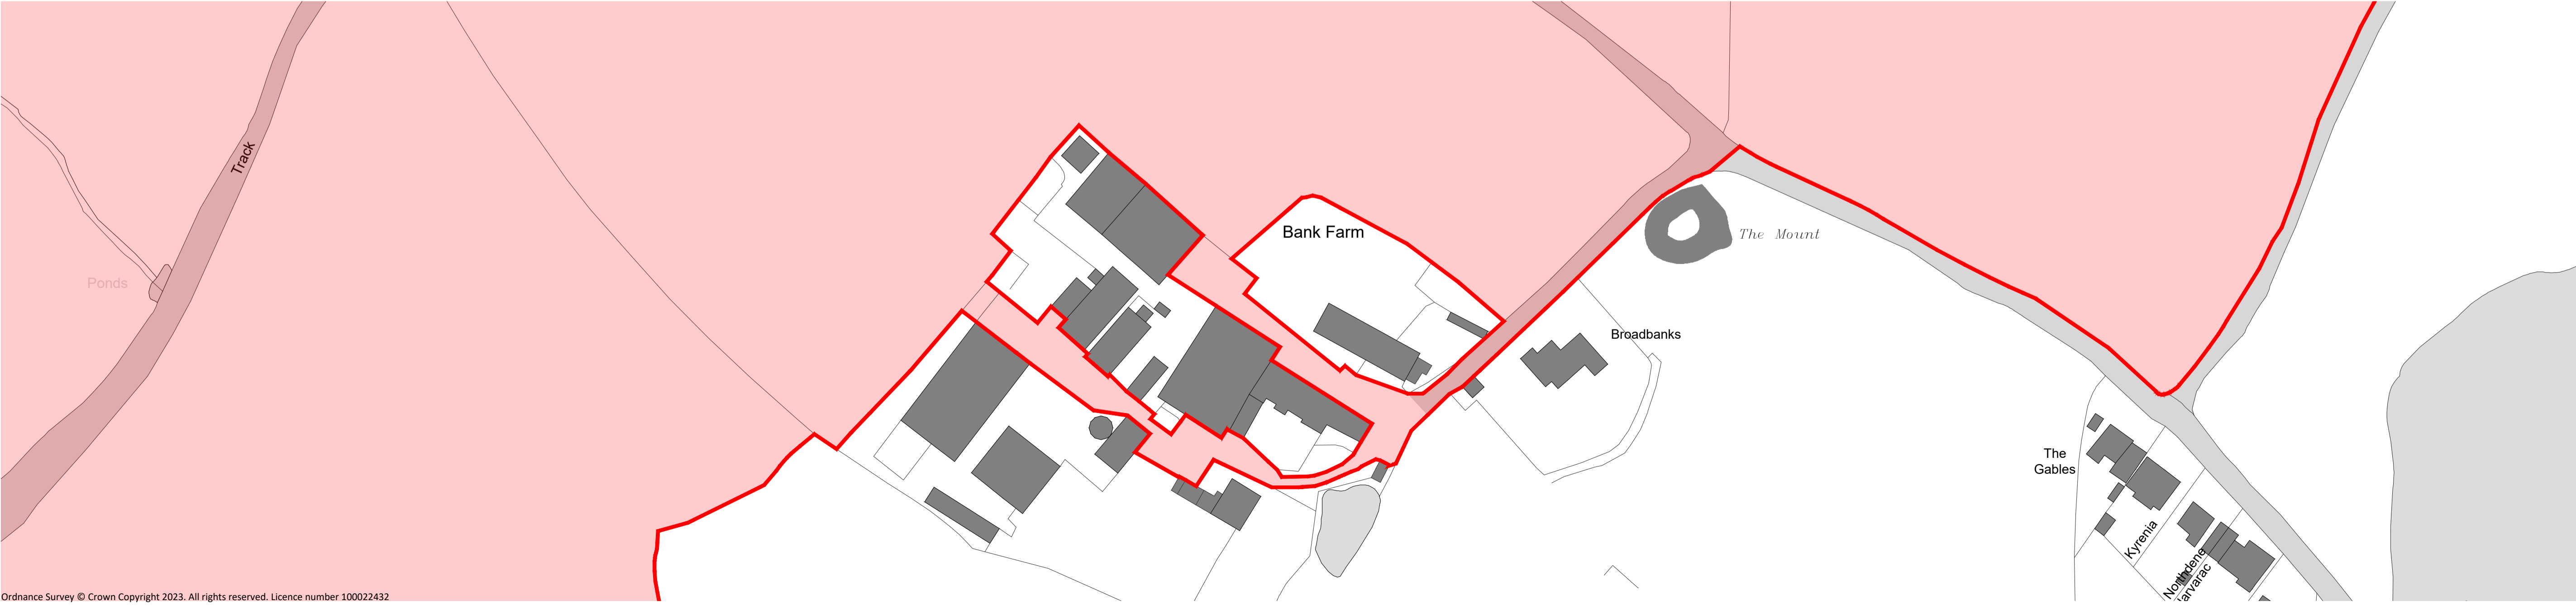 Track
Ponds
Bank Farm
The Mount
Broadbanks
The
Gables
Kyrenia
Northdene
Ordnance Survey © Crown Copyright 2023. All rights reserved. Licence number 100022432